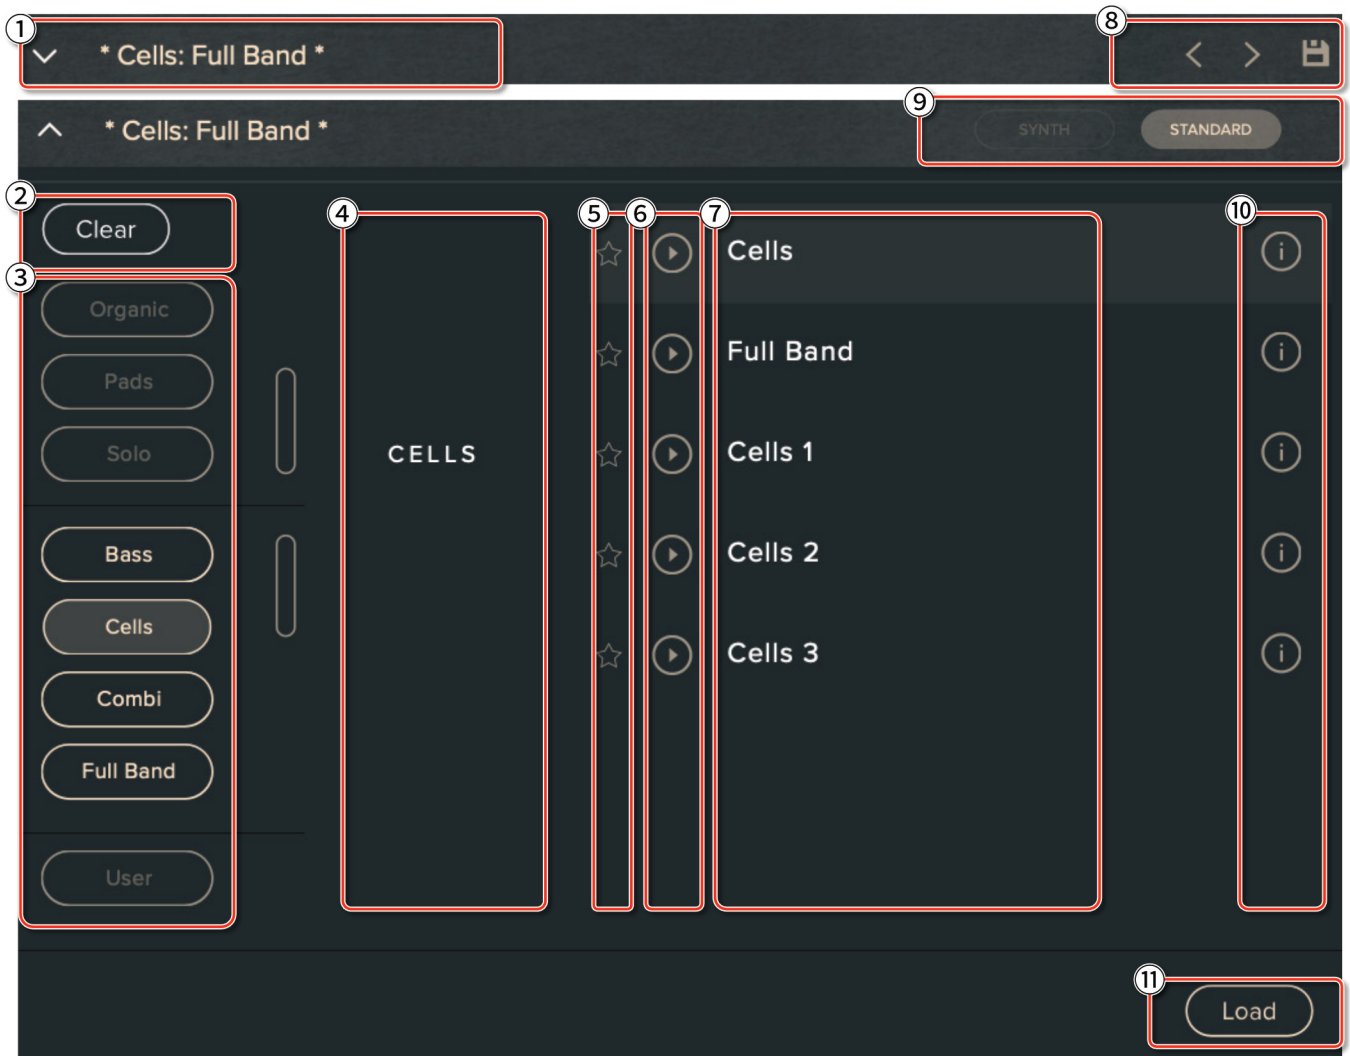 ①
* Cells: Full Band *
⑧
* Cells: Full Band *
⑨
SYNTH
STANDARD
②
Clear
③
Organic
Pads
Solo
Bass
Cells
Combi
Full Band
User
④
CELLS
⑤
⑥
⑦
Cells
Full Band
Cells 1
Cells 2
Cells 3
⑩
i
i
i
i
i
⑪
Load